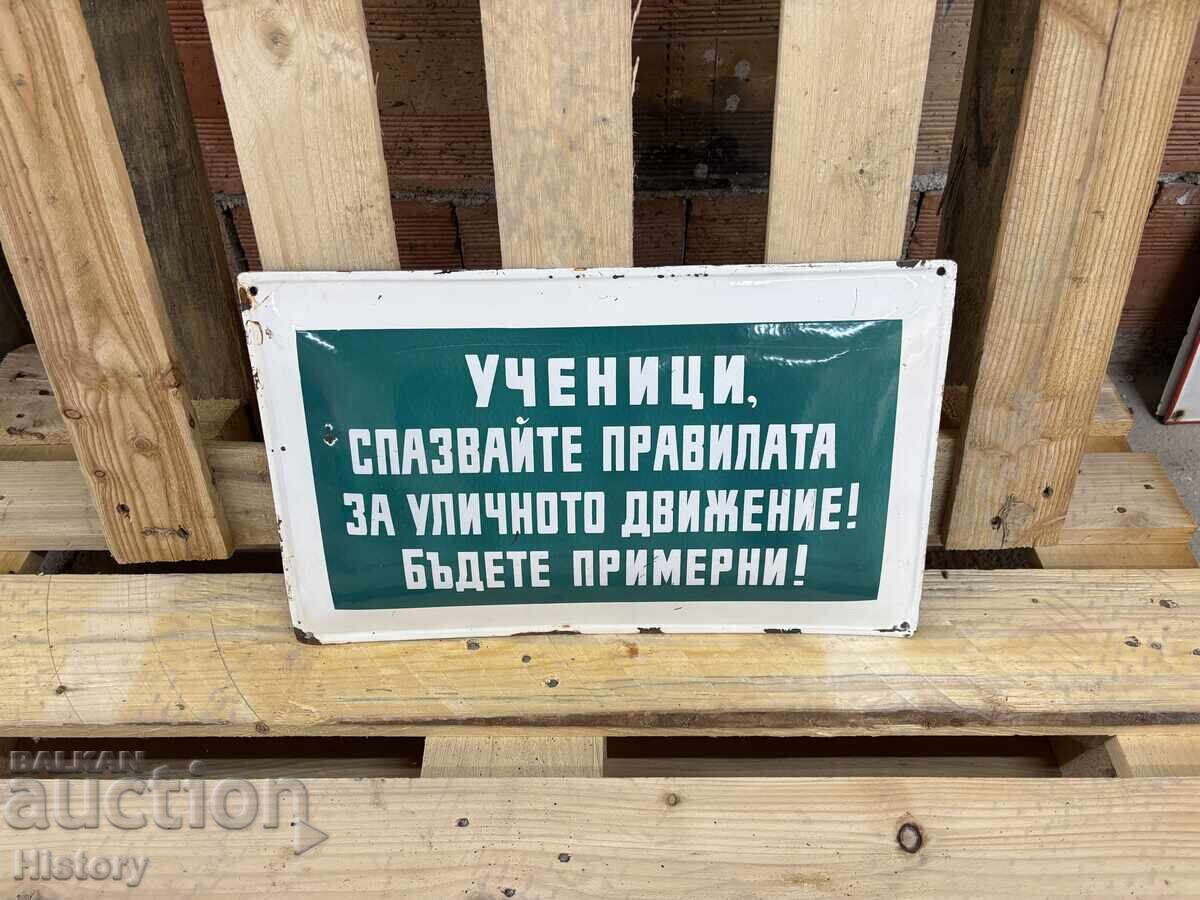 УЧЕНИЦИ,
СПАЗВАЙТЕ ПРАВИЛАТА
ЗА УЛИЧНОТО ДВИЖЕНИЕ!
БЪДЕТЕ ПРИМЕРНИ!
BALKAN
auction
History